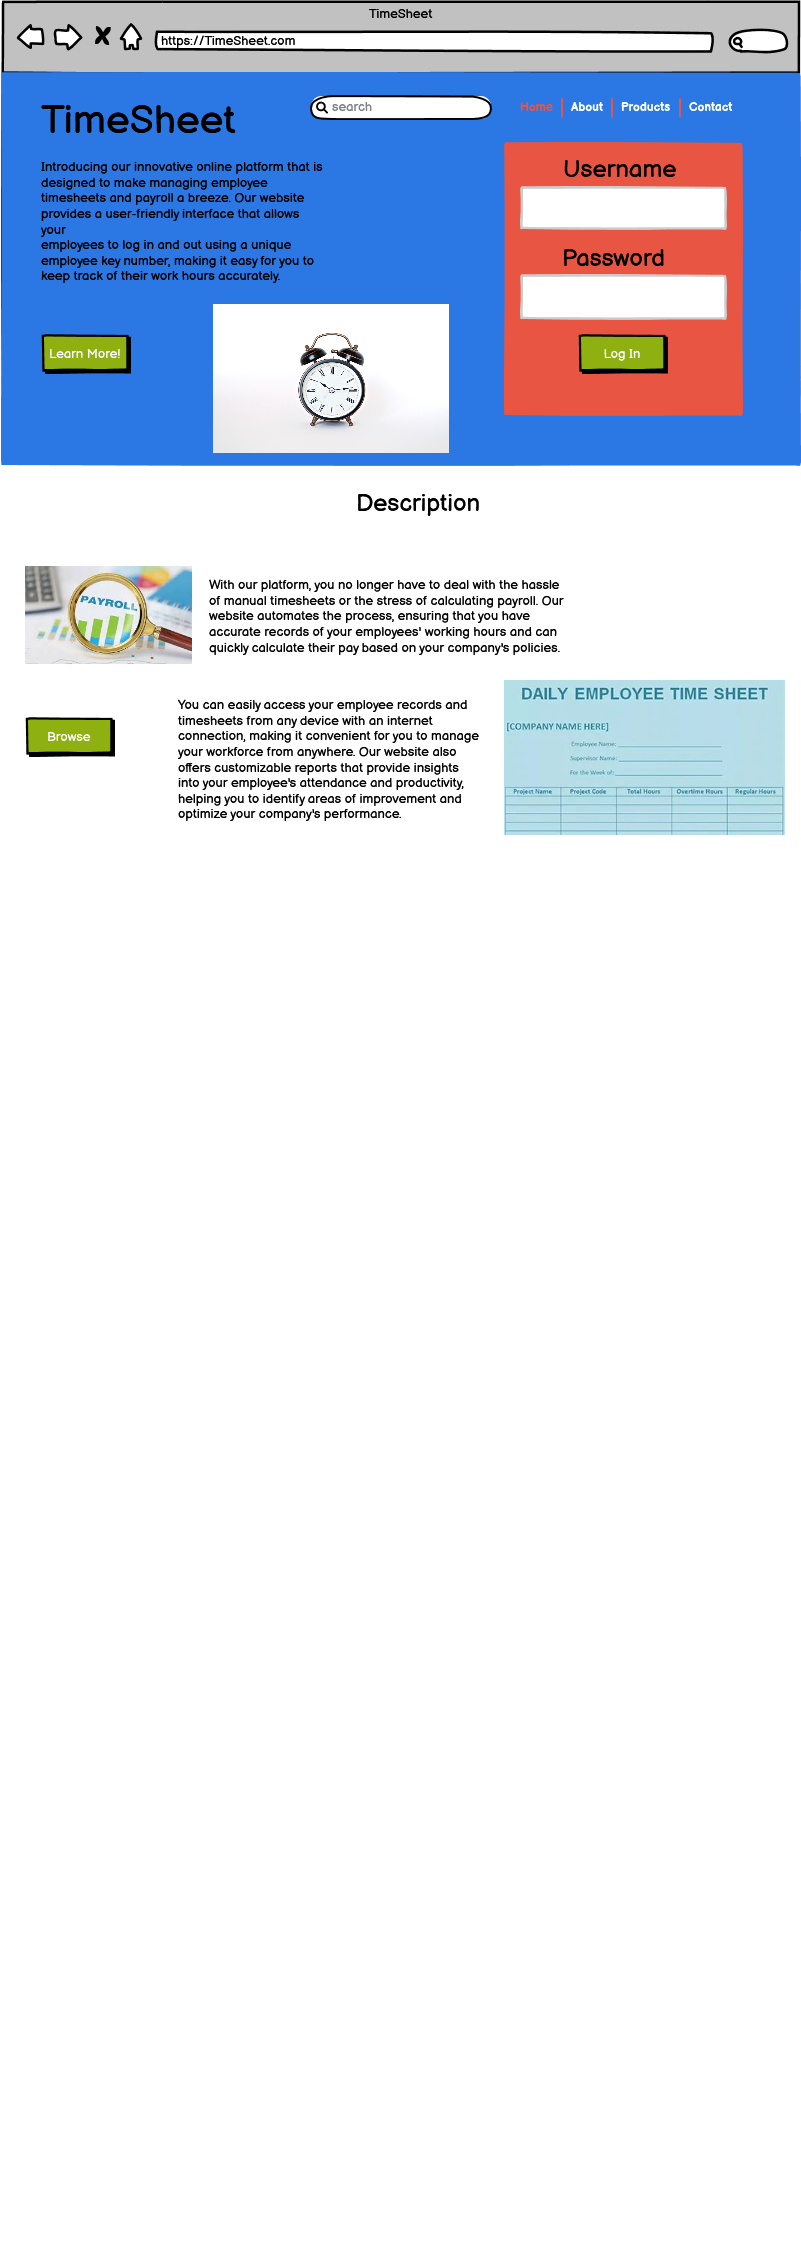 TimeSheet
https://TimeSheet.com
TimeSheet
search
Home About Products Contact
Introducing our innovative online platform that is
designed to make managing employee
timesheets and payroll a breeze. Our website
provides a user-friendly interface that allows
your
employees to log in and out using a unique
employee key number, making it easy for you to
keep track of their work hours accurately.
Learn More!
Username
Password
Log In
Description
PAYROLL
With our platform, you no longer have to deal with the hassle
of manual timesheets or the stress of calculating payroll. Our
website automates the process, ensuring that you have
accurate records of your employees' working hours and can
quickly calculate their pay based on your company's policies.
Browse
You can easily access your employee records and
timesheets from any device with an internet
connection, making it convenient for you to manage
your workforce from anywhere. Our website also
offers customizable reports that provide insights
into your employee's attendance and productivity,
helping you to identify areas of improvement and
optimize your company's performance.
DAILY EMPLOYEE TIME SHEET
[COMPANY NAME HERE]
Employee Name:
Supervisor Name:
For the Week of:
Project Name Project Code Total Hours Overtime Hours Regular Hours